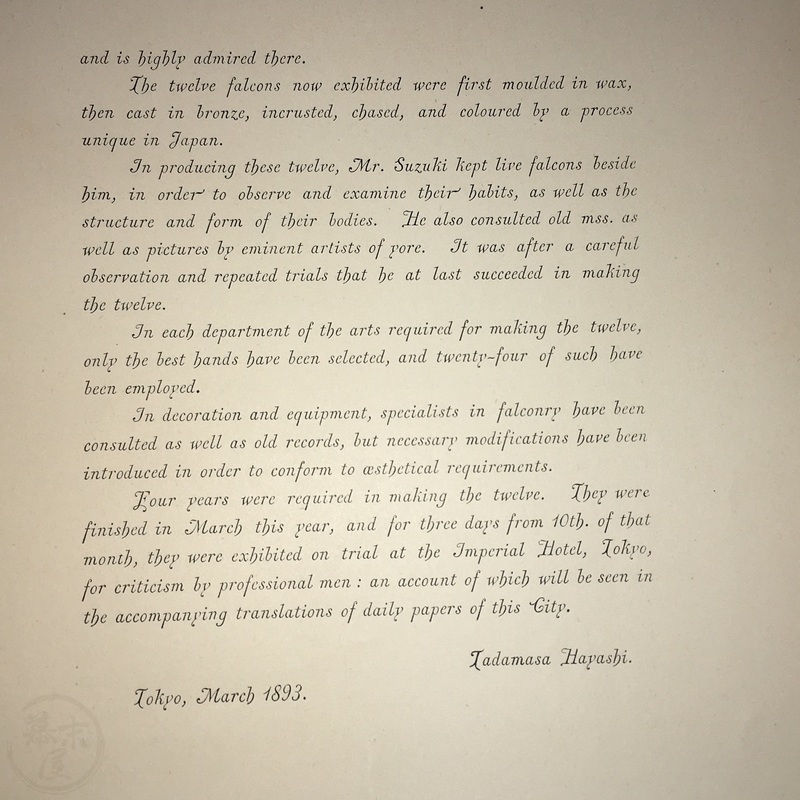 and is highly admired there.
The twelve falcons now exhibited were first moulded in wax,
then cast in bronze, incrusted, chased, and coloured by a process
unique in Japan.
In producing these twelve, Mr. Suzuki kept live falcons beside
him, in order to observe and examine their habits, as well as the
structure and form of their bodies. He also consulted old mss. as
well as pictures by eminent artists of yore. It was after a careful
observation and repeated trials that he at last succeeded in making
the twelve.
In each department of the arts required for making the twelve,
only the best hands have been selected, and twenty-four of such have
been employed.
In decoration and equipment, specialists in falconry have been
consulted as well as old records, but necessary modifications have been
introduced in order to conform to æsthetical requirements.
Four years were required in making the twelve. They were
finished in March this year, and for three days from 10th. of that
month, they were exhibited on trial at the Imperial Hotel, Tokyo,
for criticism by professional men : an account of which will be seen in
the accompanying translations of daily papers of this City.
Tadamasa Hayashi.
Tokyo, March 1893.